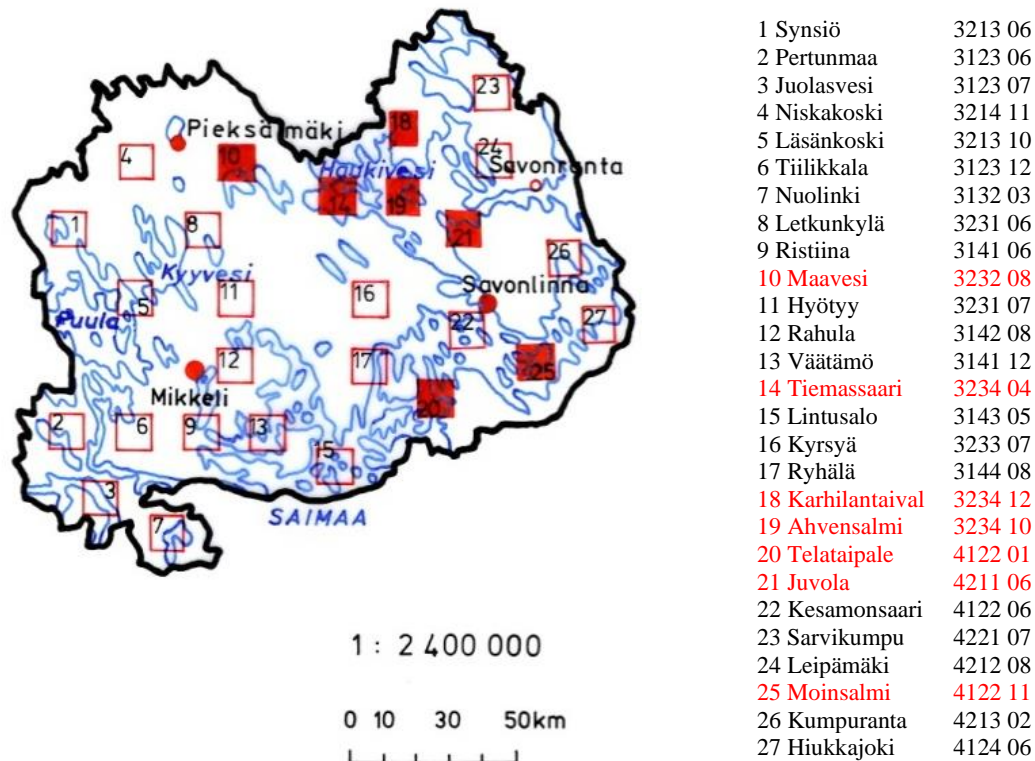 23
18
Pieksämäki
4
10
24
Haukivesi
Savonranta
14
19
1
8
21
26
Kyyvesi
Savonlinna
5
11
16
27
Puula
22
12
17
25
Mikkeli
20
2
6
9
13
15
3
SAIMAA
7
1 : 2 400 000
0 10 30 50km
1 Synsiö 3213 06
2 Pertunmaa 3123 06
3 Juolasvesi 3123 07
4 Niskakoski 3214 11
5 Läsänkoski 3213 10
6 Tiilikkala 3123 12
7 Nuolinki 3132 03
8 Letkunkylä 3231 06
9 Ristiina 3141 06
10 Maavesi 3232 08
11 Hyötyy 3231 07
12 Rahula 3142 08
13 Väätämö 3141 12
14 Tiemassaari 3234 04
15 Lintusalo 3143 05
16 Kyrsyä 3233 07
17 Ryhälä 3144 08
18 Karhilantaival 3234 12
19 Ahvensalmi 3234 10
20 Telataipale 4122 01
21 Juvola 4211 06
22 Kesamonsaari 4122 06
23 Sarvikumpu 4221 07
24 Leipämäki 4212 08
25 Moinsalmi 4122 11
26 Kumpuranta 4213 02
27 Hiukkajoki 4124 06